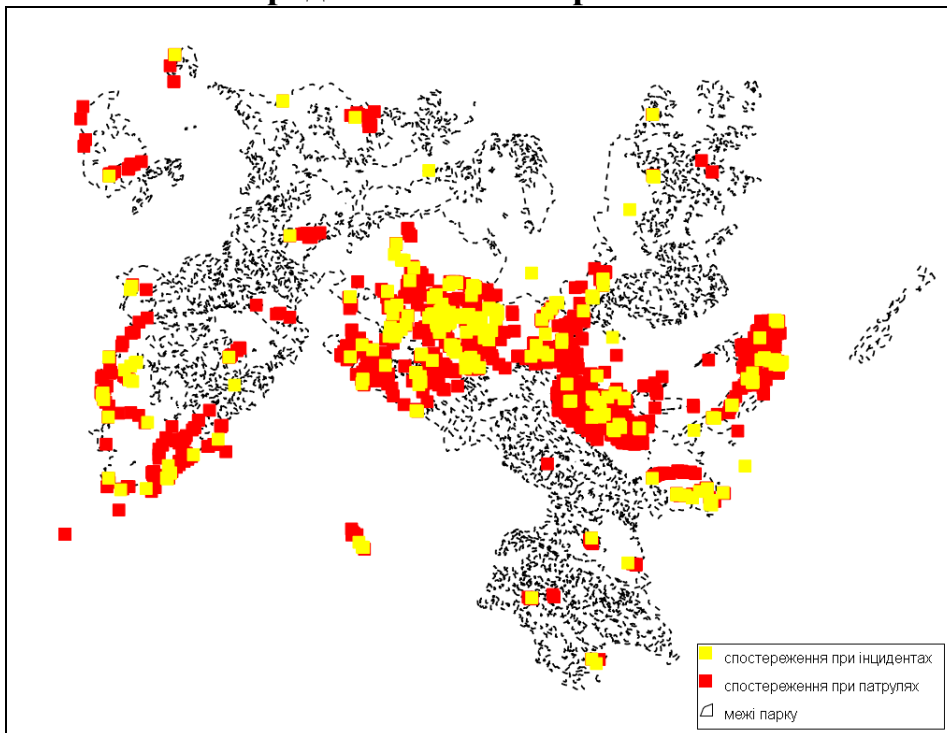 спостереження при інцидентах
спостереження при патрулях
межі парку